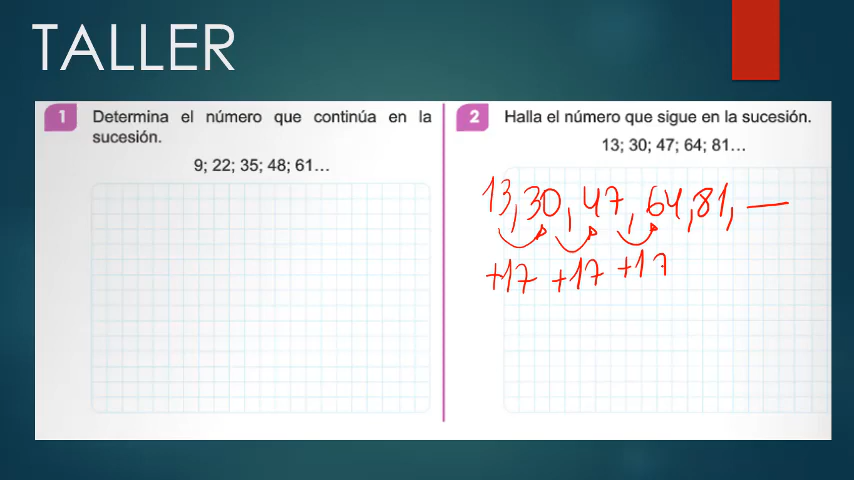 TALLER
1 Determina el número que continúa en la
sucesión.
9; 22; 35; 48; 61...
2 Halla el número que sigue en la sucesión.
13; 30; 47; 64; 81...
13, 30, 47, 64, 81, —
+17 +17 +17